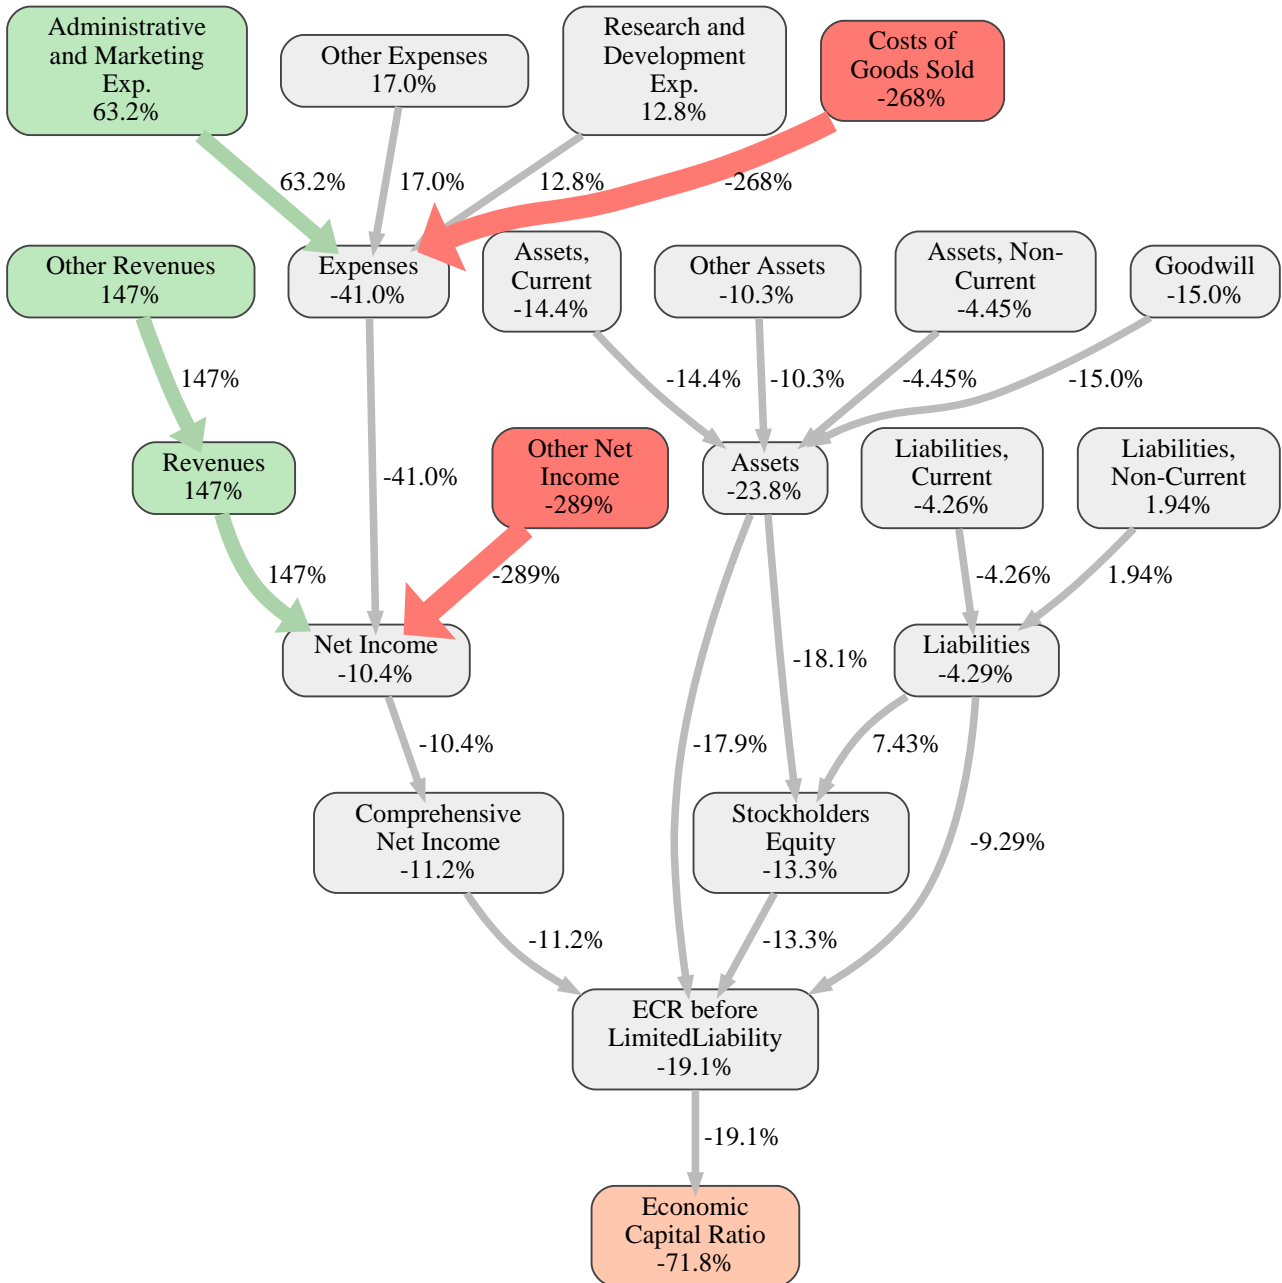 Administrative
and Marketing
Exp.
63.2%
Other Expenses
17.0%
Research and
Development
Exp.
12.8%
Costs of
Goods Sold
-268%
63.2%
17.0%
12.8%
-268%
Other Revenues
147%
Expenses
-41.0%
Assets,
Current
-14.4%
Other Assets
-10.3%
Assets, Non-
Current
-4.45%
Goodwill
-15.0%
147%
-14.4%
-10.3%
-4.45%
-15.0%
Revenues
147%
-41.0%
Other Net
Income
-289%
Assets
-23.8%
Liabilities,
Current
-4.26%
Liabilities,
Non-Current
1.94%
147%
-289%
-4.26%
1.94%
Net Income
-10.4%
-18.1%
Liabilities
-4.29%
-10.4%
-17.9%
7.43%
Comprehensive
Net Income
-11.2%
Stockholders
Equity
-13.3%
-9.29%
-11.2%
-13.3%
ECR before
LimitedLiability
-19.1%
-19.1%
Economic
Capital Ratio
-71.8%